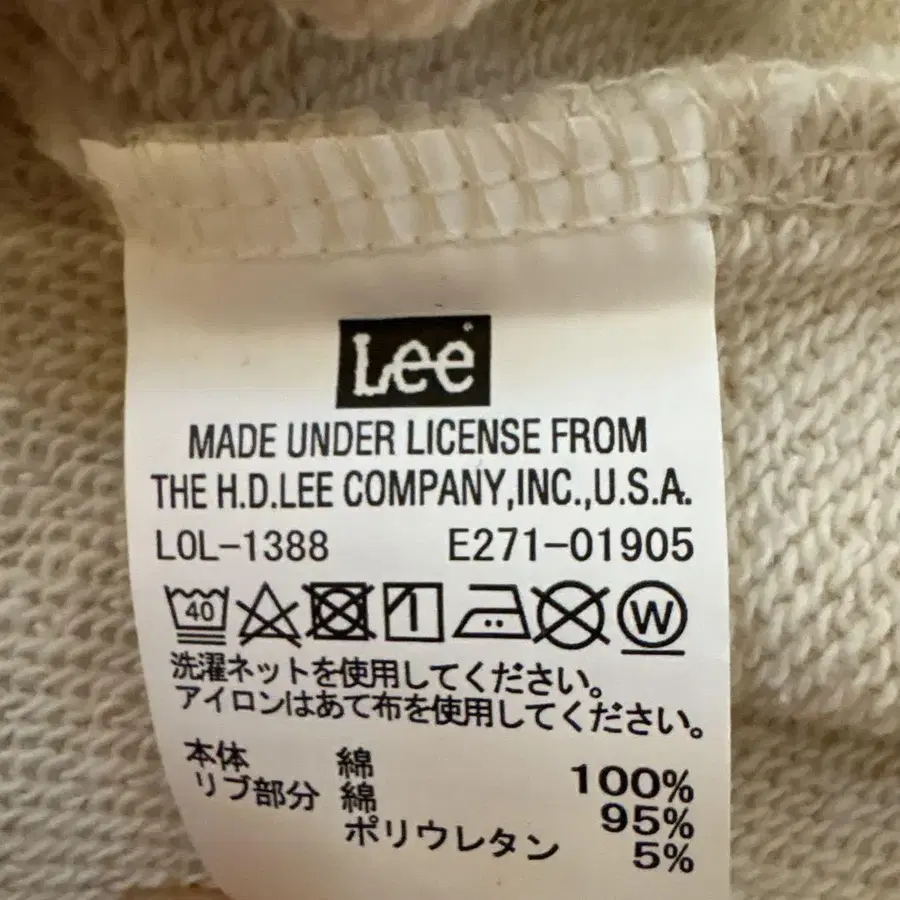 Lee
MADE UNDER LICENSE FROM
THE H.D.LEE COMPANY,INC.,U.S.A.
LOL-1388 E271-01905
40 W
洗濯ネットを使用してください。
アイロンはあて布を使用してください。
本体 綿 100%
リブ部分 綿 95%
ポリウレタン 5%